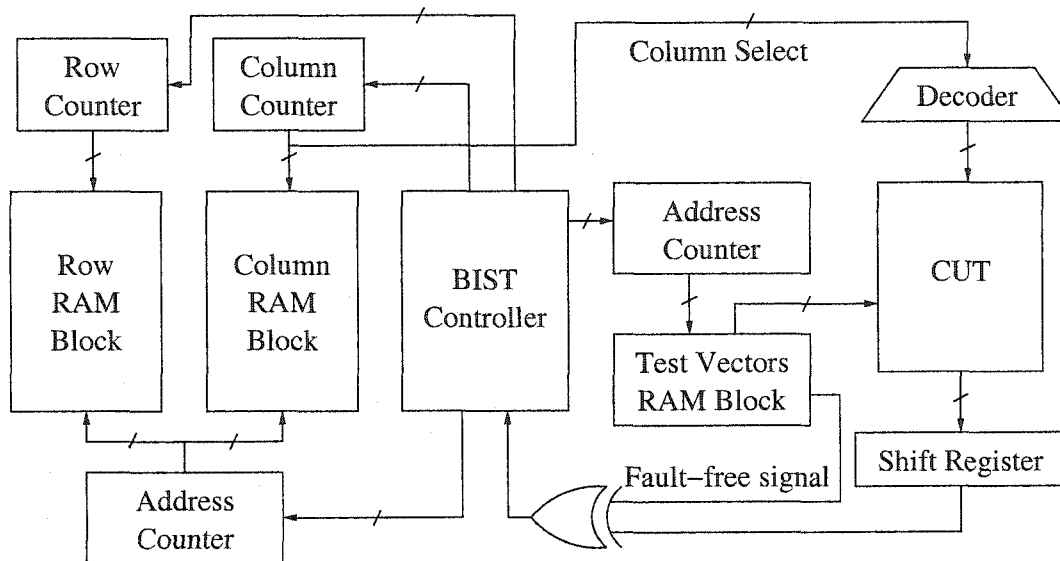 Row
Counter
Column
Counter
Column Select
Decoder
Row
RAM
Block
Column
RAM
Block
BIST
Controller
Address
Counter
CUT
Test Vectors
RAM Block
Shift Register
Fault-free signal
Address
Counter